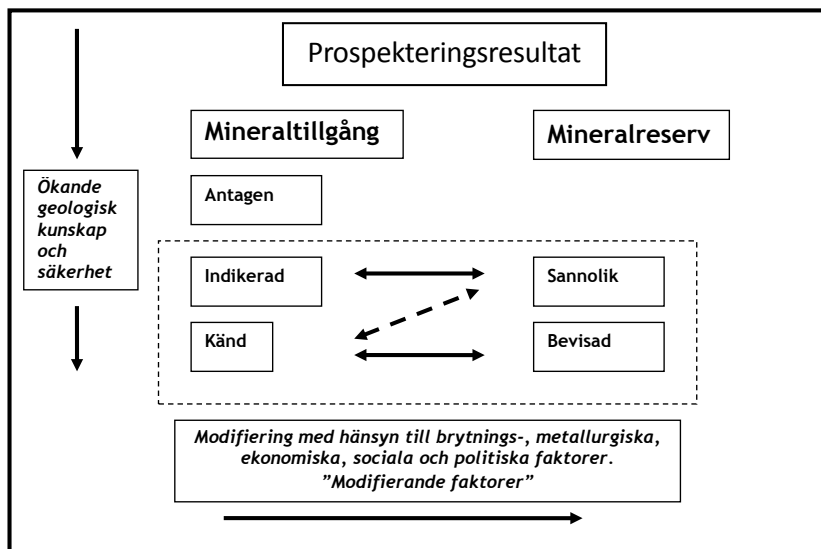 Prospekteringsresultat
Mineraltillgång
Mineralreserv
Ökande
geologisk
kunskap
och
säkerhet
Antagen
Indikerad
Sannolik
Känd
Bevisad
Modifiering med hänsyn till brytnings-, metallurgiska,
ekonomiska, sociala och politiska faktorer.
”Modifierande faktorer”